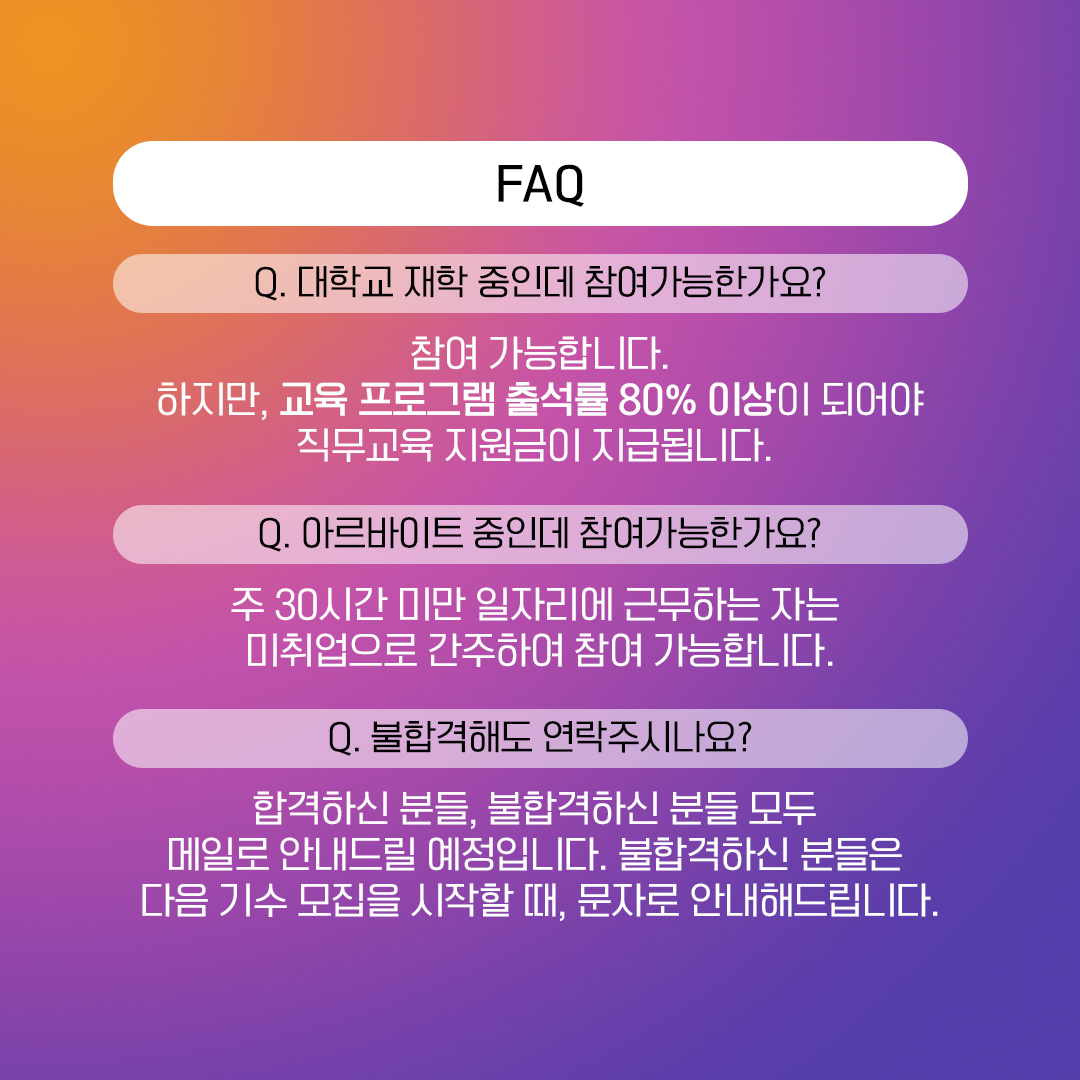 FAQ
Q. 대학교 재학 중인데 참여가능한가요?
참여 가능합니다.
하지만, 교육 프로그램 출석률 80% 이상이 되어야
직무교육 지원금이 지급됩니다.
Q. 아르바이트 중인데 참여가능한가요?
주 30시간 미만 일자리에 근무하는 자는
미취업으로 간주하여 참여 가능합니다.
Q. 불합격해도 연락주시나요?
합격하신 분들, 불합격하신 분들 모두
메일로 안내드릴 예정입니다. 불합격하신 분들은
다음 기수 모집을 시작할 때, 문자로 안내해드립니다.